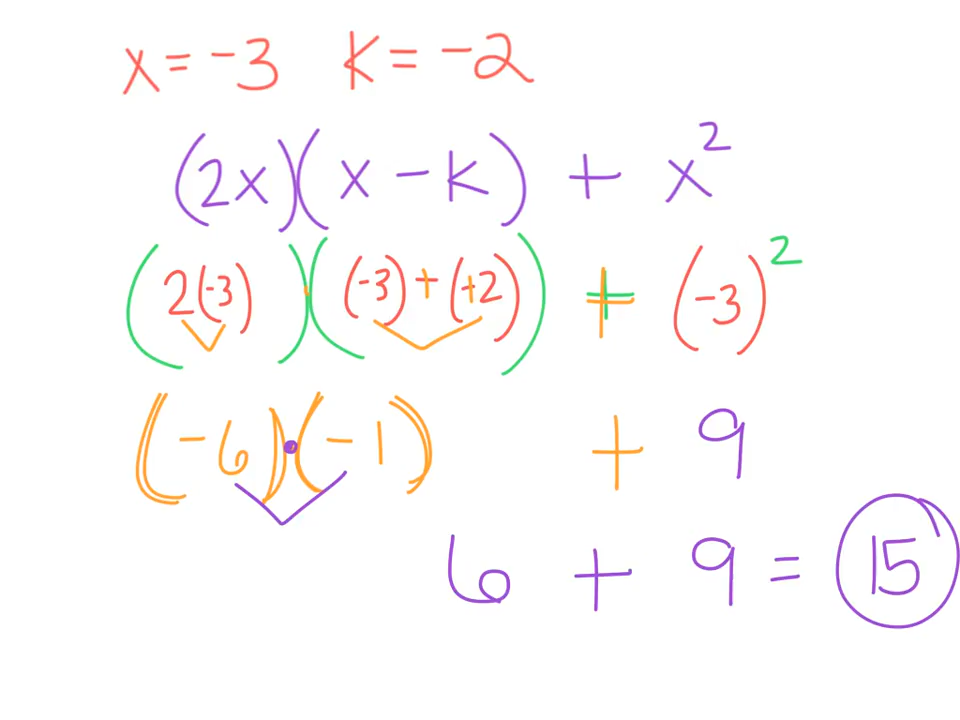 x = -3 k = -2
(2x)(x - k) + x²
(2(-3))·((-3) + (+2)) + (-3)²
((-6)·(-1)) + 9
6 + 9 = 15